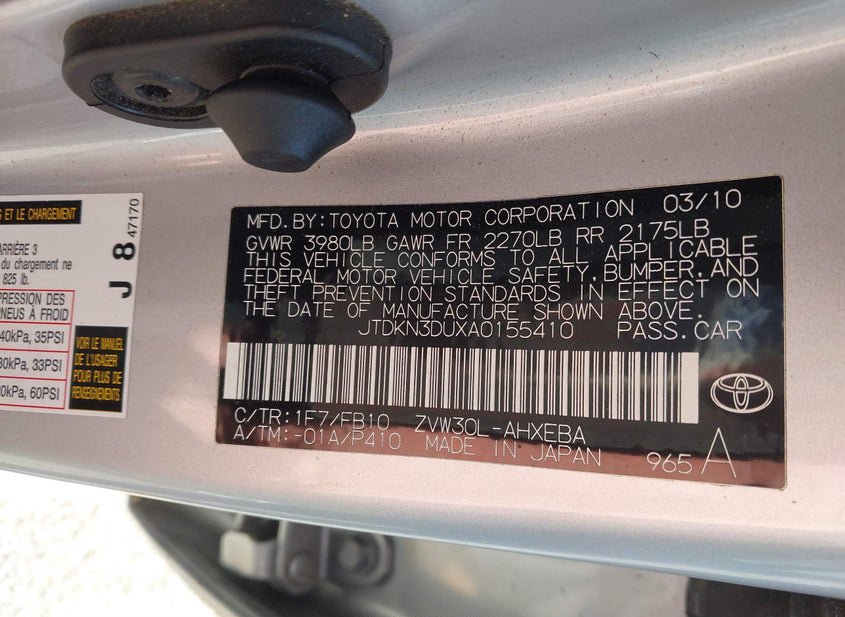 S ET LE CHARGEMENT
ARRIÈRE 3
du chargement ne
825 lb.
PRESSION DES
PNEUS À FROID
40kPa, 35PSI
30kPa, 33PSI
20kPa, 60PSI
VOIR LE MANUEL
DE L'USAGER
POUR PLUS DE
RENSEIGNEMENTS
J 8 47170
MFD.BY:TOYOTA MOTOR CORPORATION 03/10
GVWR 3980LB GAWR FR 2270LB RR 2175LB
THIS VEHICLE CONFORMS TO ALL APPLICABLE
FEDERAL MOTOR VEHICLE SAFETY,BUMPER,AND
THEFT PREVENTION STANDARDS IN EFFECT ON
THE DATE OF MANUFACTURE SHOWN ABOVE.
JTDKN3DUXA0155410 PASS.CAR
C/TR:1F7/FB10 ZVW30L-AHXEBA
A/TM:-01A/P410 MADE IN JAPAN 965 A